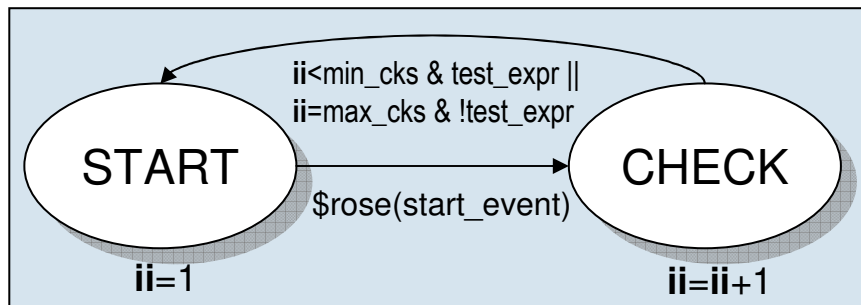 ii<min_cks & test_expr ||
ii=max_cks & !test_expr
START
CHECK
$rose(start_event)
ii=1
ii=ii+1